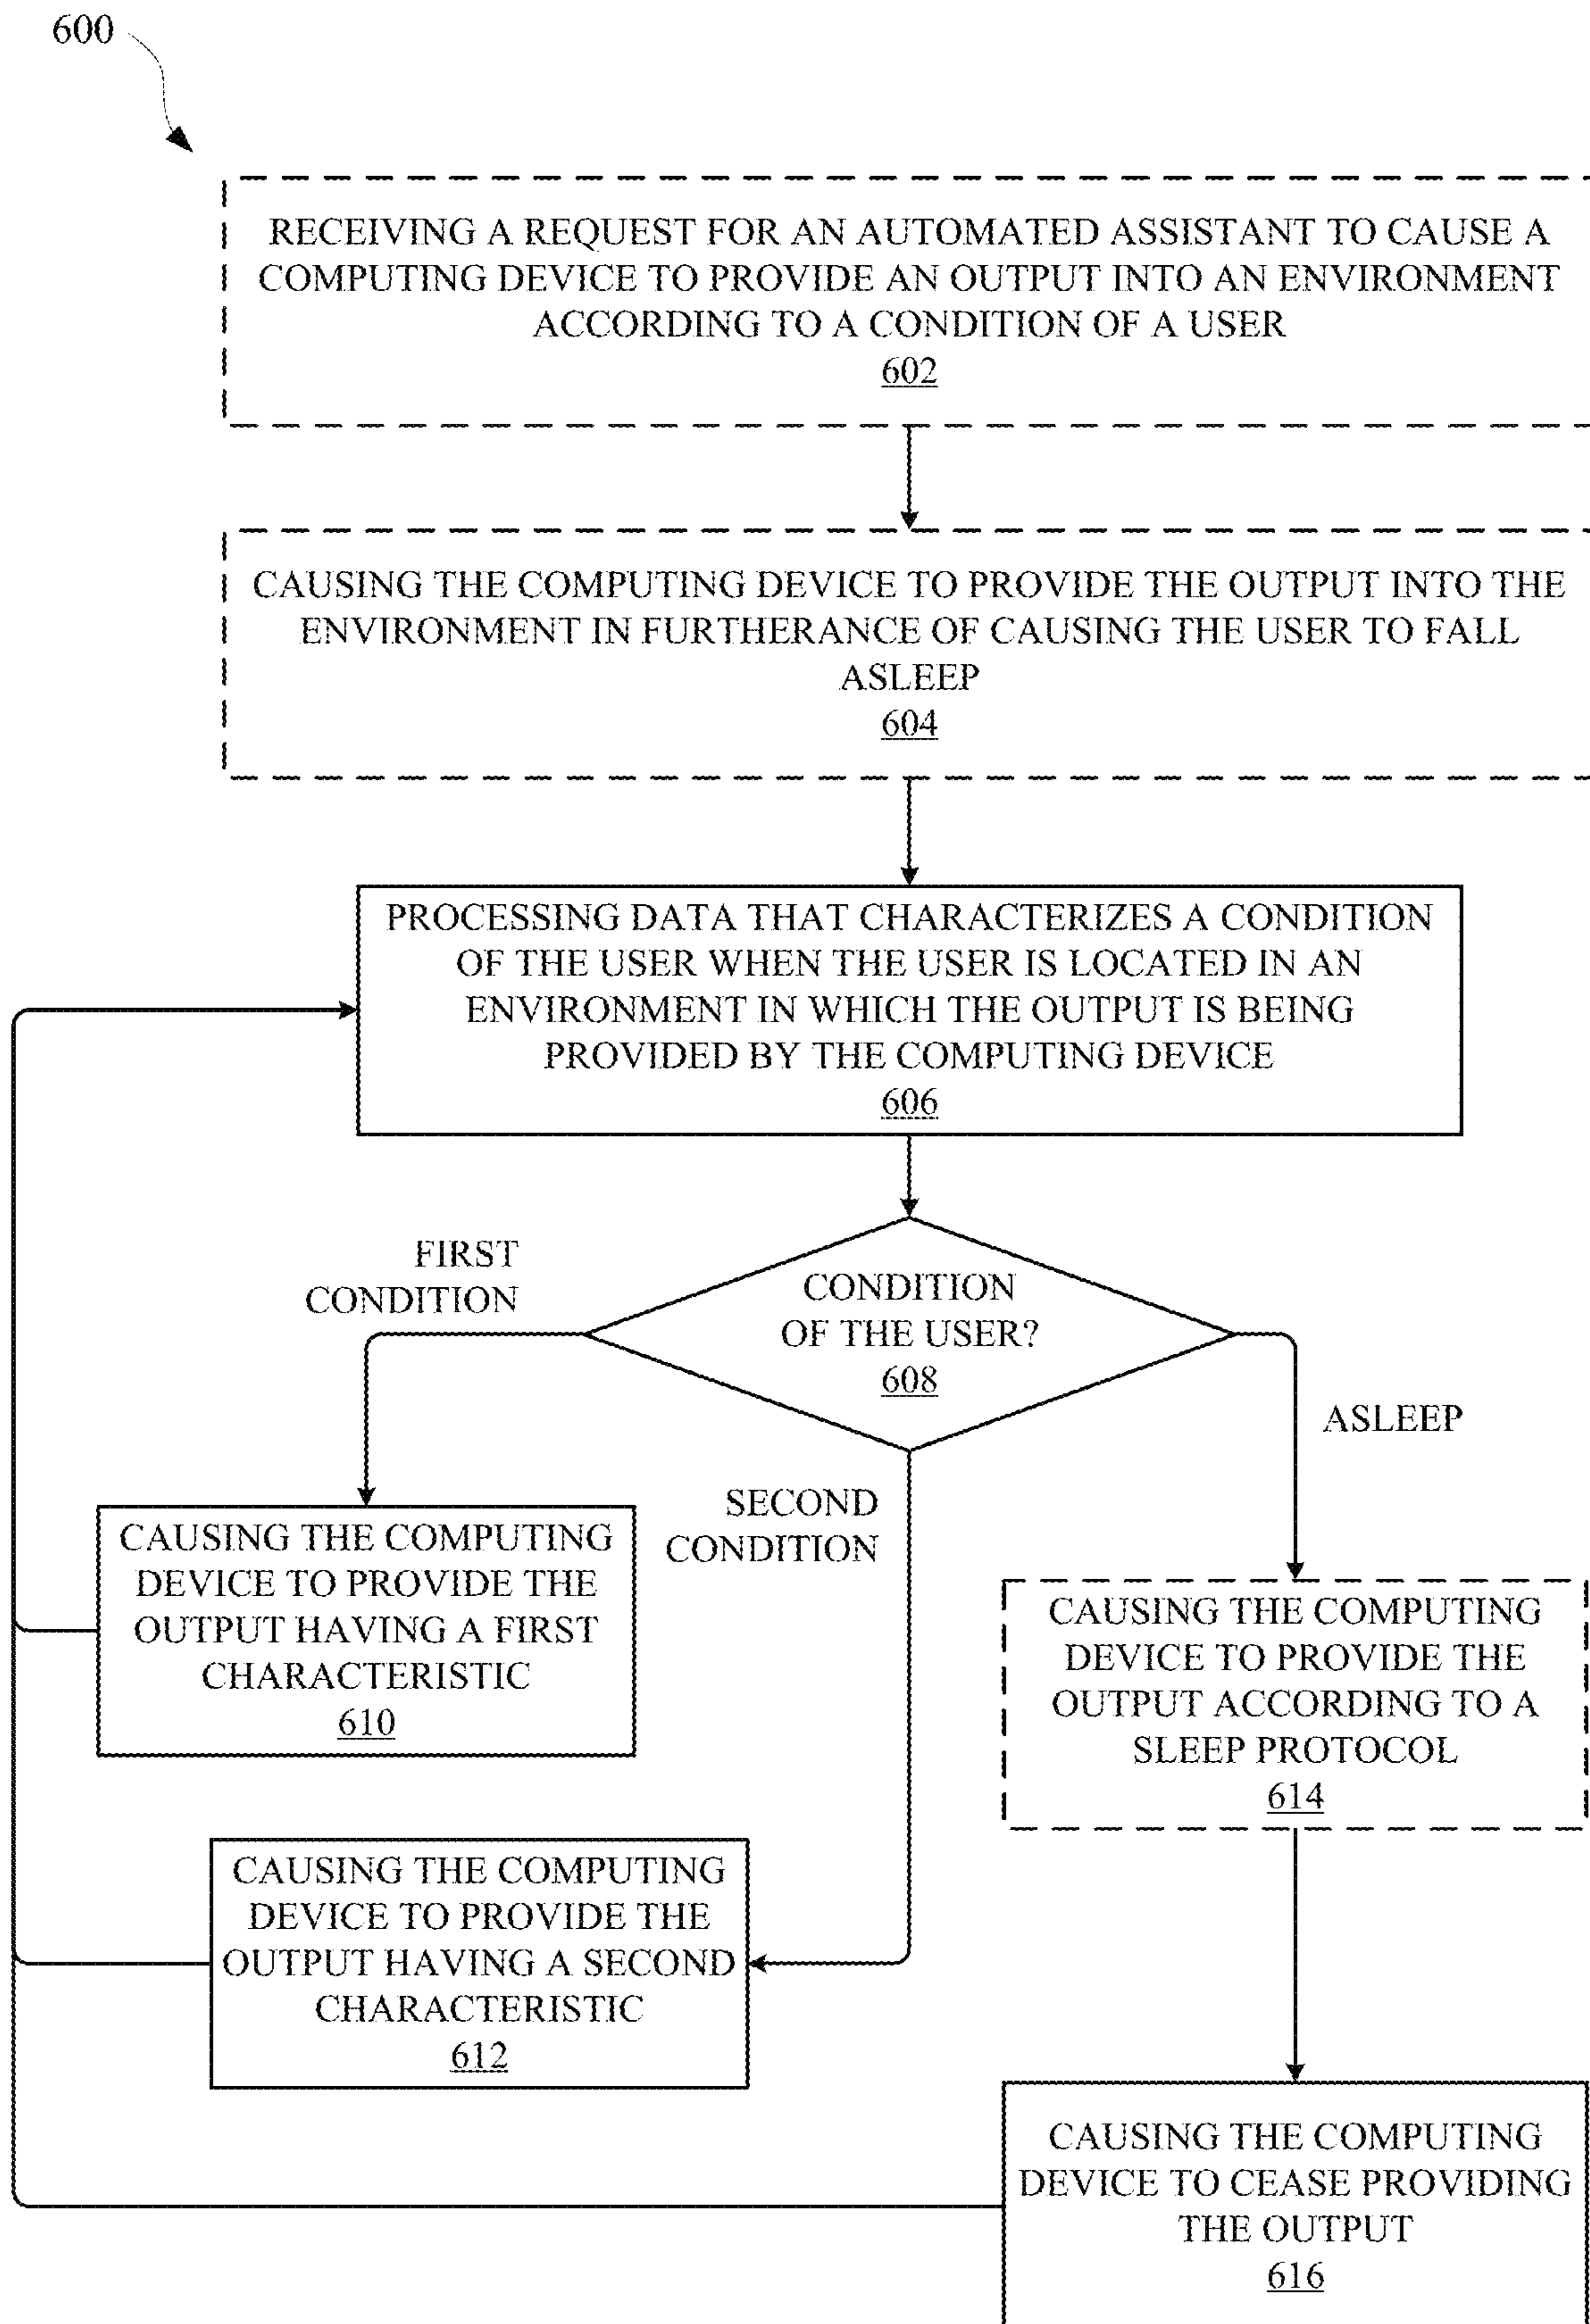 600
RECEIVING A REQUEST FOR AN AUTOMATED ASSISTANT TO CAUSE A
COMPUTING DEVICE TO PROVIDE AN OUTPUT INTO AN ENVIRONMENT
ACCORDING TO A CONDITION OF A USER
602
CAUSING THE COMPUTING DEVICE TO PROVIDE THE OUTPUT INTO THE
ENVIRONMENT IN FURTHERANCE OF CAUSING THE USER TO FALL
ASLEEP
604
PROCESSING DATA THAT CHARACTERIZES A CONDITION
OF THE USER WHEN THE USER IS LOCATED IN AN
ENVIRONMENT IN WHICH THE OUTPUT IS BEING
PROVIDED BY THE COMPUTING DEVICE
606
FIRST
CONDITION
CONDITION
OF THE USER?
608
ASLEEP
SECOND
CONDITION
CAUSING THE COMPUTING
DEVICE TO PROVIDE THE
OUTPUT HAVING A FIRST
CHARACTERISTIC
610
CAUSING THE COMPUTING
DEVICE TO PROVIDE THE
OUTPUT ACCORDING TO A
SLEEP PROTOCOL
614
CAUSING THE COMPUTING
DEVICE TO PROVIDE THE
OUTPUT HAVING A SECOND
CHARACTERISTIC
612
CAUSING THE COMPUTING
DEVICE TO CEASE PROVIDING
THE OUTPUT
616